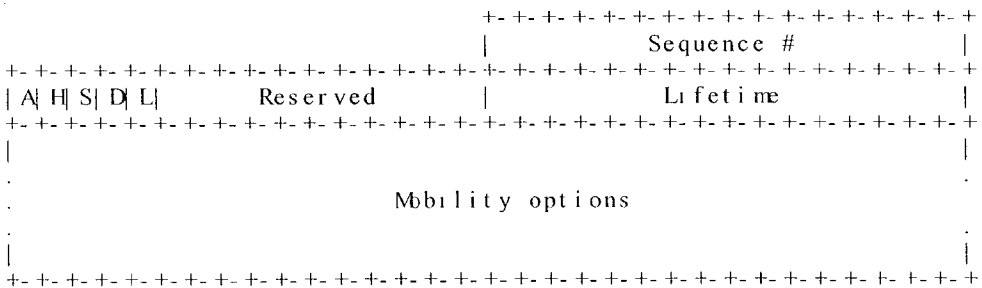 +-+-+-+-+-+-+-+-+-+-+-+-+-+-+-+-+
| Sequence # |
+-+-+-+-+-+-+-+-+-+-+-+-+-+-+-+-+-+-+-+-+-+-+-+-+-+-+-+-+-+-+-+-+
|A|H|S|D|L| Reserved | Lifetime |
+-+-+-+-+-+-+-+-+-+-+-+-+-+-+-+-+-+-+-+-+-+-+-+-+-+-+-+-+-+-+-+-+
| |
. .
. Mobility options .
. .
| |
+-+-+-+-+-+-+-+-+-+-+-+-+-+-+-+-+-+-+-+-+-+-+-+-+-+-+-+-+-+-+-+-+